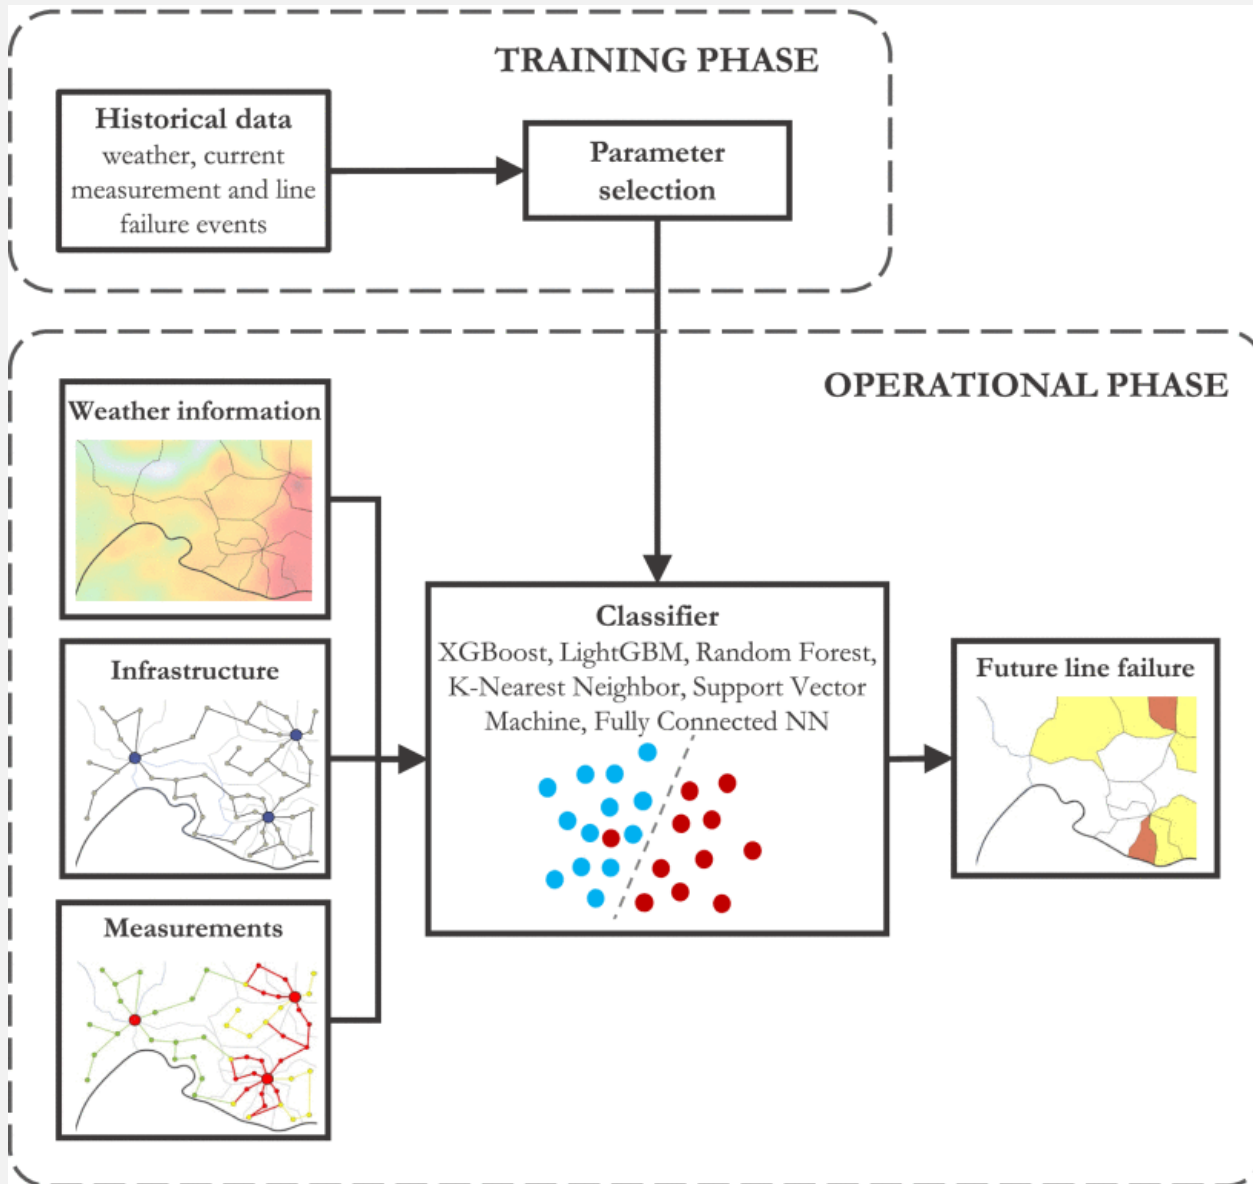 TRAINING PHASE
Historical data
weather, current
measurement and line
failure events
Parameter
selection
OPERATIONAL PHASE
Weather information
Infrastructure
Measurements
Classifier
XGBoost, LightGBM, Random Forest,
K-Nearest Neighbor, Support Vector
Machine, Fully Connected NN
Future line failure